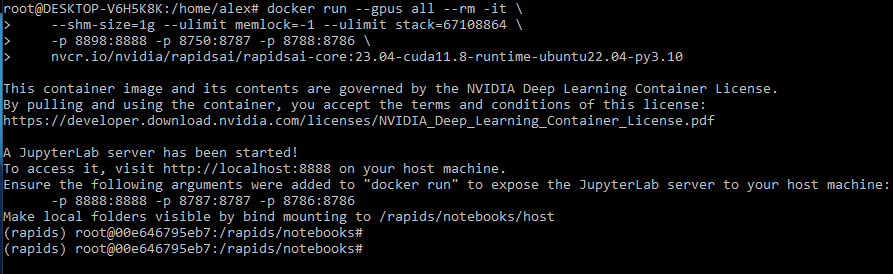 root@DESKTOP-V6H5K8K:/home/alex# docker run --gpus all --rm -it \
>     --shm-size=1g --ulimit memlock=-1 --ulimit stack=67108864 \
>     -p 8898:8888 -p 8750:8787 -p 8788:8786 \
>     nvcr.io/nvidia/rapidsai/rapidsai-core:23.04-cuda11.8-runtime-ubuntu22.04-py3.10
This container image and its contents are governed by the NVIDIA Deep Learning Container License.
By pulling and using the container, you accept the terms and conditions of this license:
https://developer.download.nvidia.com/licenses/NVIDIA_Deep_Learning_Container_License.pdf
A JupyterLab server has been started!
To access it, visit http://localhost:8888 on your host machine.
Ensure the following arguments were added to "docker run" to expose the JupyterLab server to your host machine:
      -p 8888:8888 -p 8787:8787 -p 8786:8786
Make local folders visible by bind mounting to /rapids/notebooks/host
(rapids) root@00e646795eb7:/rapids/notebooks#
(rapids) root@00e646795eb7:/rapids/notebooks#